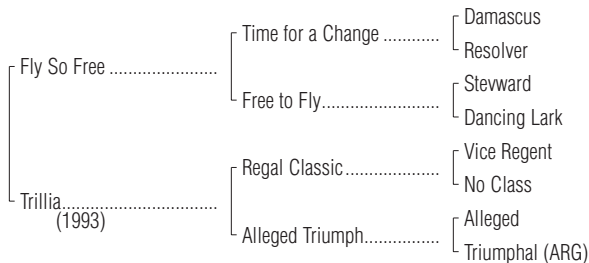 Damascus
Time for a Change ............
Resolver
Fly So Free .......................
Stevward
Free to Fly.........................
Dancing Lark
Vice Regent
Regal Classic....................
No Class
Trillia.................................
(1993)
Alleged
Alleged Triumph................
Triumphal (ARG)